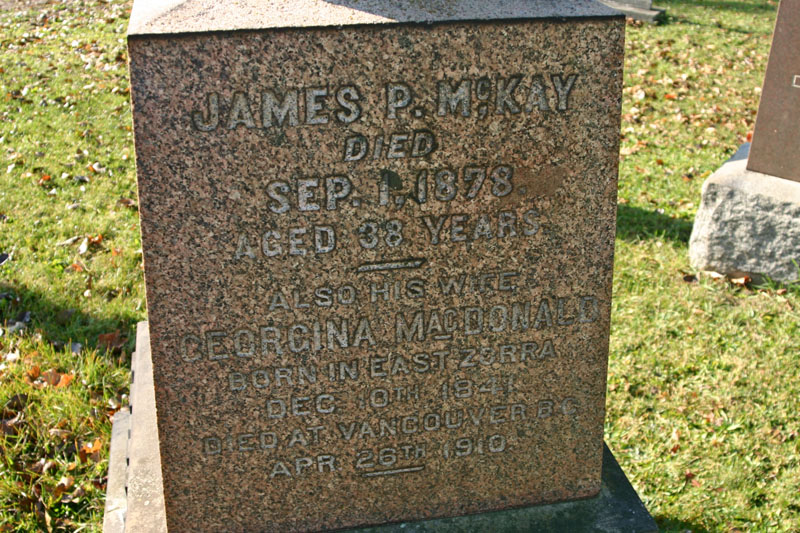 JAMES P. McKAY
DIED
SEP. 1, 1878.
AGED 38 YEARS.
ALSO HIS WIFE
GEORGINA MacDONALD
BORN IN EAST ZORRA
DEC. 10TH, 1841
DIED AT VANCOUVER B.C.
APR 26TH 1910